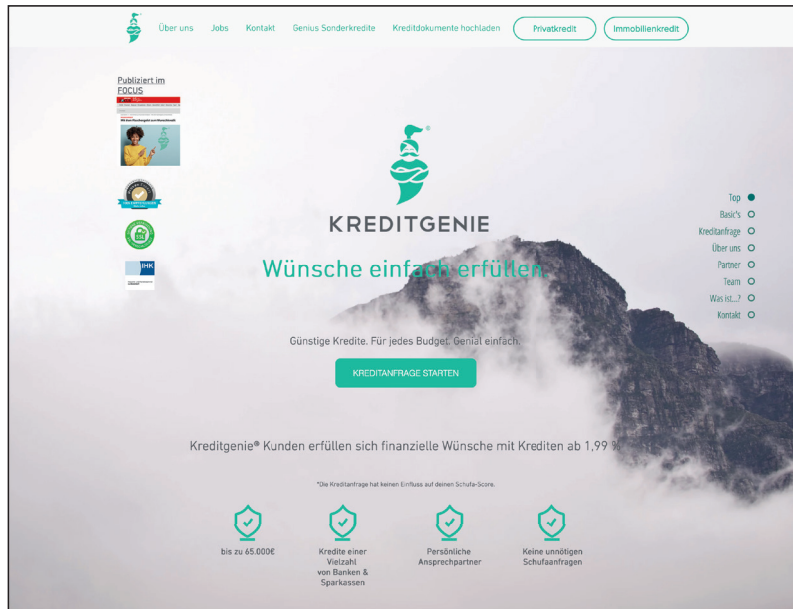 Über uns
Jobs
Kontakt
Genius Sonderkredite
Kreditdokumente hochladen
Privatkredit
Immobilienkredit
Publiziert im
FOCUS
IHK
KREDITGENIE
Wünsche einfach erfüllen.
Günstige Kredite. Für jedes Budget. Genial einfach.
KREDITANFRAGE STARTEN
Top
Basic's
Kreditanfrage
Über uns
Partner
Team
Was ist...?
Kontakt
Kreditgenie® Kunden erfüllen sich finanzielle Wünsche mit Krediten ab 1,99 %
*Die Kreditanfrage hat keinen Einfluss auf deinen Schufa-Score.
bis zu 65.000€
Kredite einer
Vielzahl
von Banken &
Sparkassen
Persönliche
Ansprechpartner
Keine unnötigen
Schufaanfragen